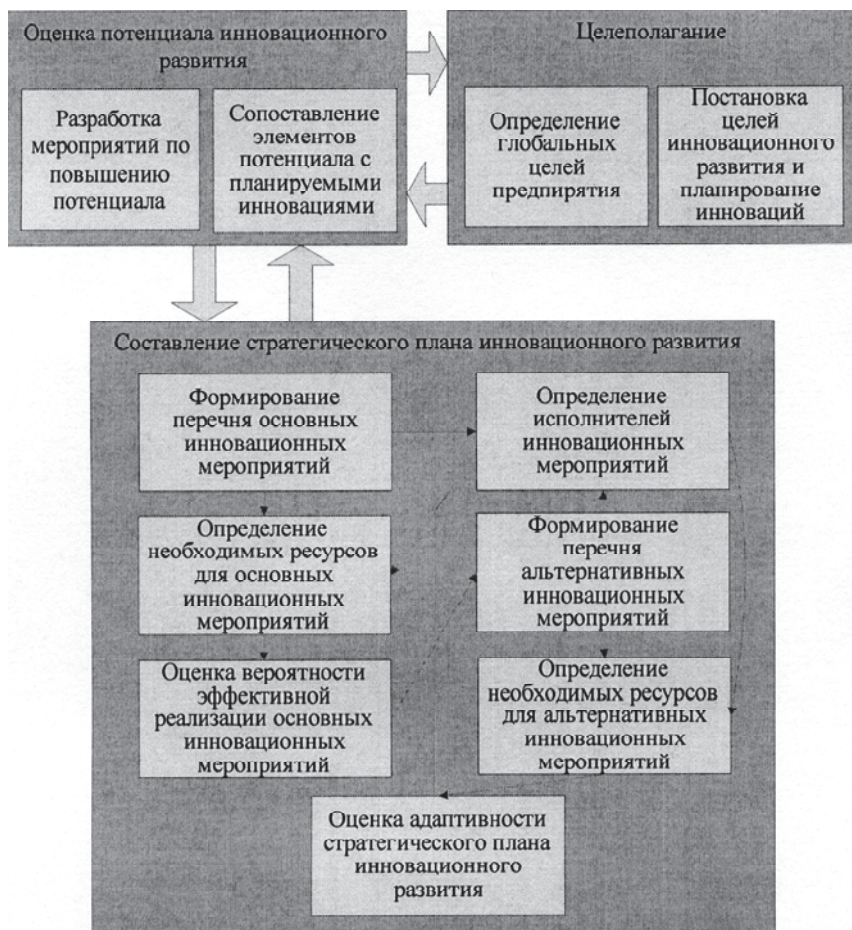 Оценка потенциала инновационного
развития
Разработка
мероприятий по
повышению
потенциала
Сопоставление
элементов
потенциала с
планируемыми
инновациями
Целеполагание
Определение
глобальных
целей
предпирятия
Постановка
целей
инновационного
развития и
планирование
инноваций
Составление стратегического плана инновационного развития
Формирование
перечня основных
инновационных
мероприятий
Определение
исполнителей
инновационных
мероприятий
Определение
необходимых ресурсов
для основных
инновационных
мероприятий
Формирование
перечня
альтернативных
инновационных
мероприятий
Оценка вероятности
эффективной
реализации основных
инновационных
мероприятий
Определение
необходимых ресурсов
для альтернативных
инновационных
мероприятий
Оценка адаптивности
стратегического плана
инновационного
развития